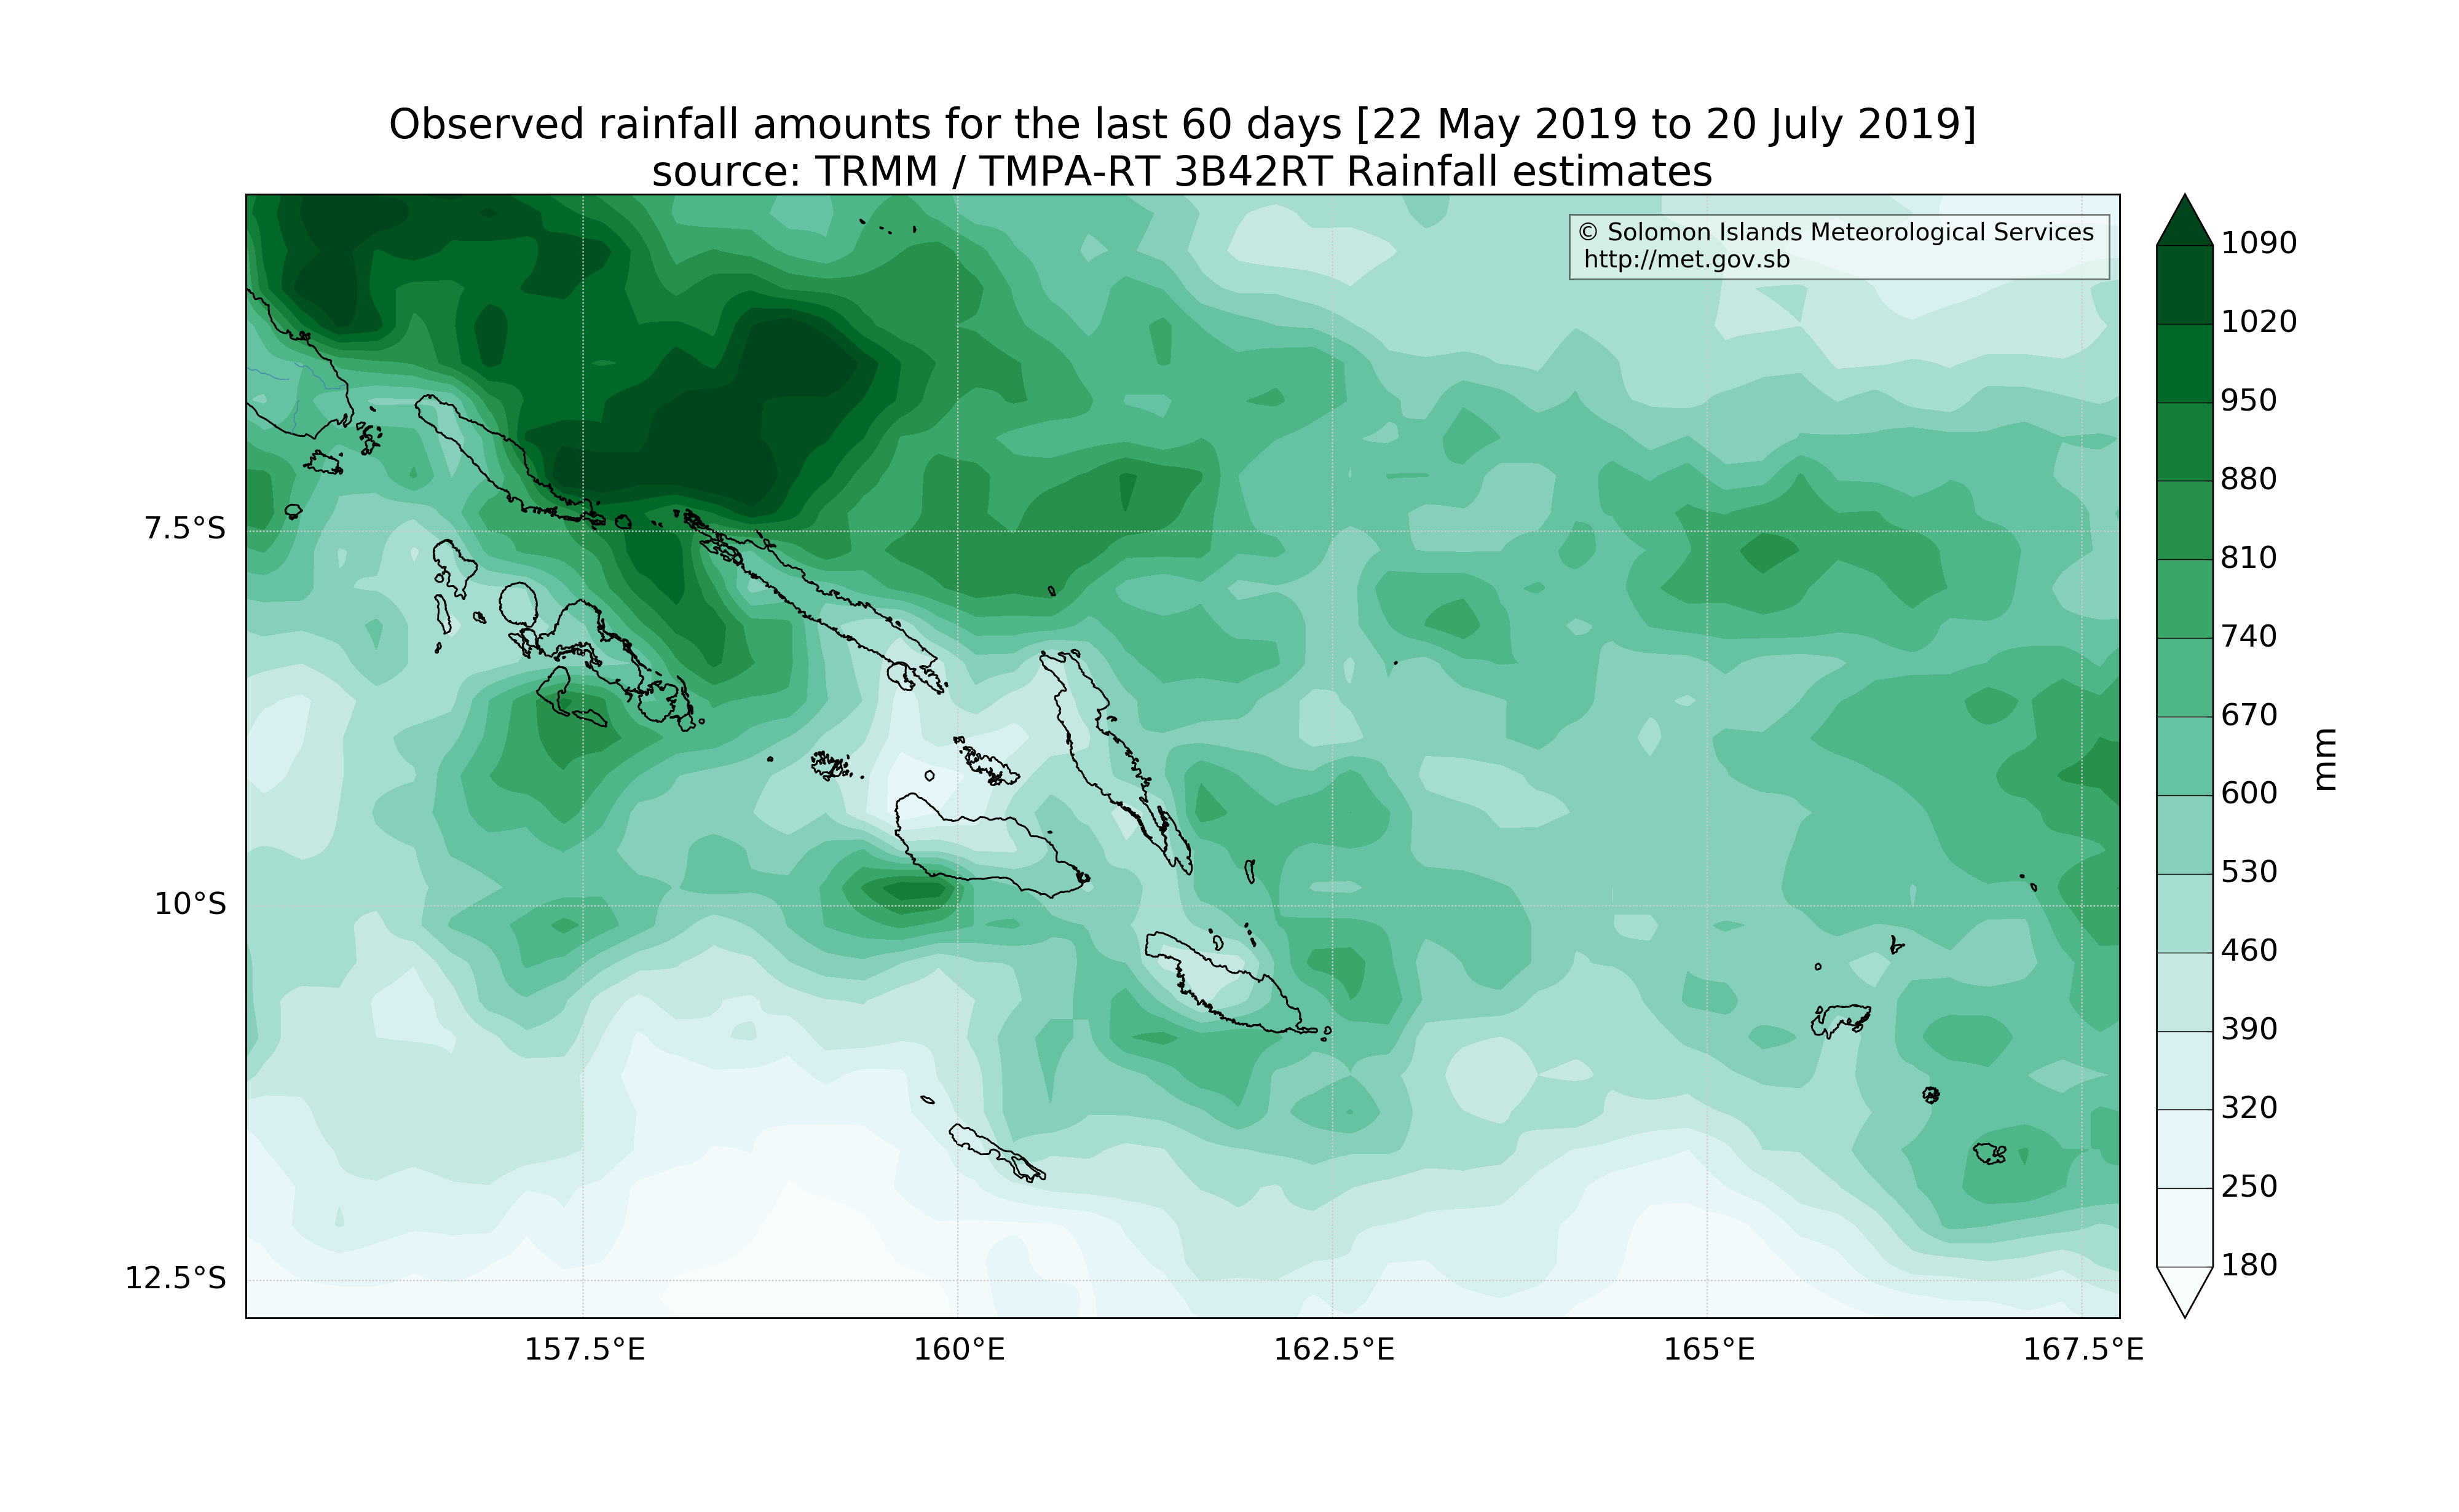 Observed rainfall amounts for the last 60 days [22 May 2019 to 20 July 2019]
source: TRMM / TMPA-RT 3B42RT Rainfall estimates
© Solomon Islands Meteorological Services
http://met.gov.sb
7.5°S
10°S
12.5°S
157.5°E
160°E
162.5°E
165°E
167.5°E
1090
1020
950
880
810
740
670
600
530
460
390
320
250
180
mm